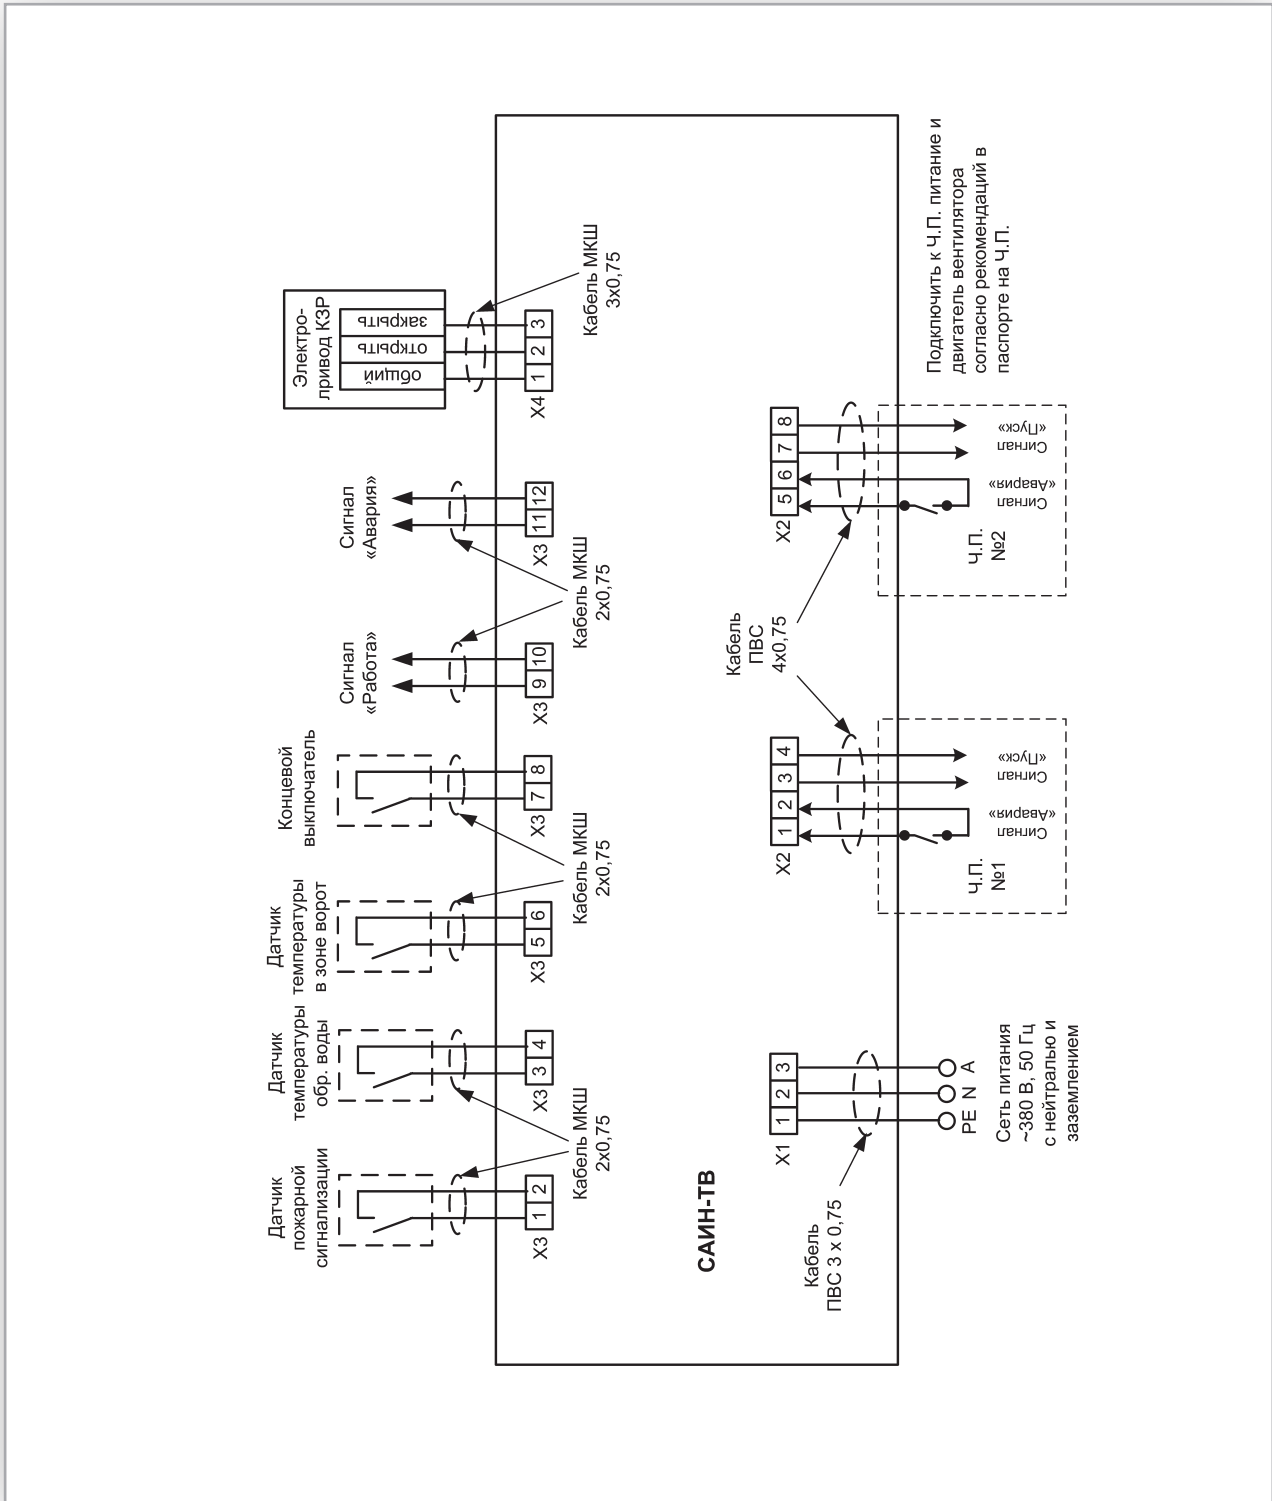 Датчик
пожарной
сигнализации
Датчик
температуры
обр. воды
Датчик
температуры
в зоне ворот
Концевой
выключатель
Сигнал
«Работа»
Сигнал
«Авария»
Электро-
привод КЗР
общий
открыть
закрыть
X3
1
2
X3
3
4
X3
5
6
X3
7
8
X3
9
10
X3
11
12
X4
1
2
3
Кабель МКШ
2х0,75
Кабель МКШ
2х0,75
Кабель МКШ
2х0,75
Кабель МКШ
3х0,75
САИН-ТВ
Кабель
ПВС 3 х 0,75
Кабель
ПВС
4х0,75
X1
1
2
3
X2
1
2
3
4
X2
5
6
7
8
PE
N
A
Сеть питания
~380 В, 50 Гц
с нейтралью и
заземлением
Ч.П.
№1
Сигнал
«Авария»
Сигнал
«Пуск»
Ч.П.
№2
Сигнал
«Авария»
Сигнал
«Пуск»
Подключить к Ч.П. питание и
двигатель вентилятора
согласно рекомендаций в
паспорте на Ч.П.